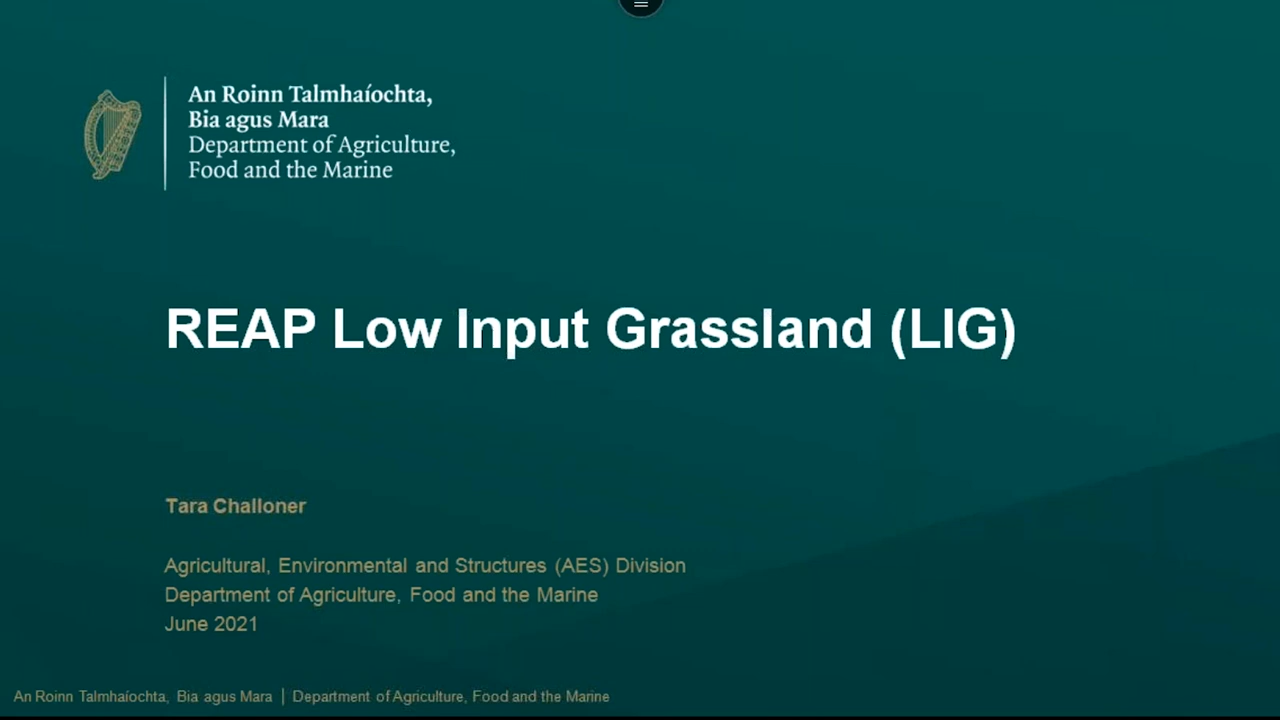 An Roinn Talmhaíochta,
Bia agus Mara
Department of Agriculture,
Food and the Marine
REAP Low Input Grassland (LIG)
Tara Challoner
Agricultural, Environmental and Structures (AES) Division
Department of Agriculture, Food and the Marine
June 2021
An Roinn Talmhaíochta, Bia agus Mara | Department of Agriculture, Food and the Marine